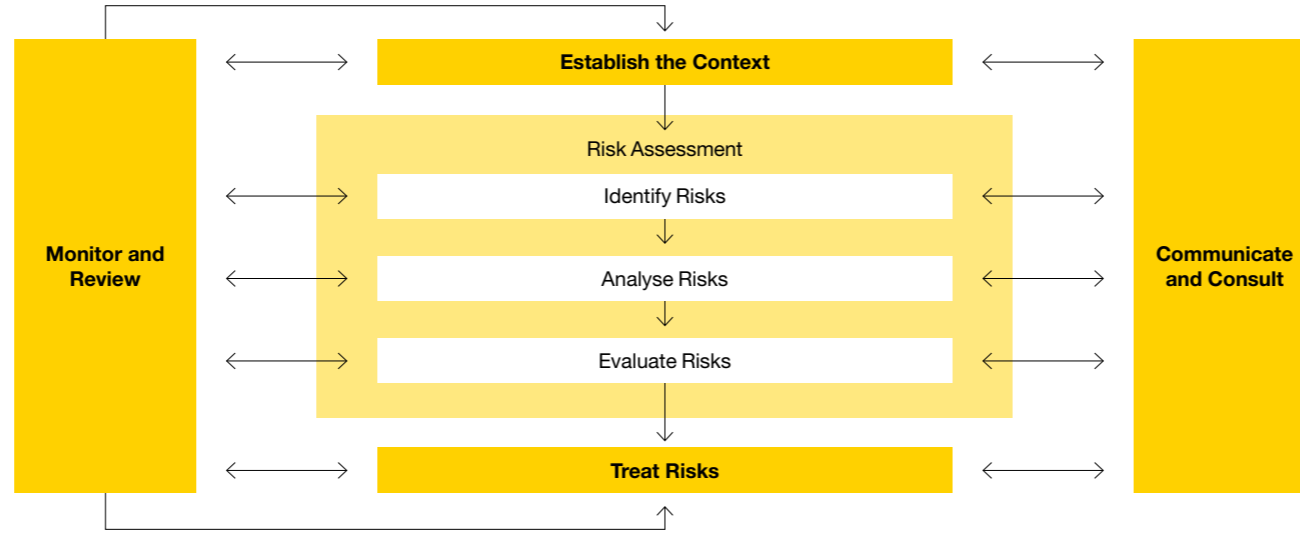 Establish the Context
Risk Assessment
Identify Risks
Monitor and
Review
Analyse Risks
Communicate
and Consult
Evaluate Risks
Treat Risks